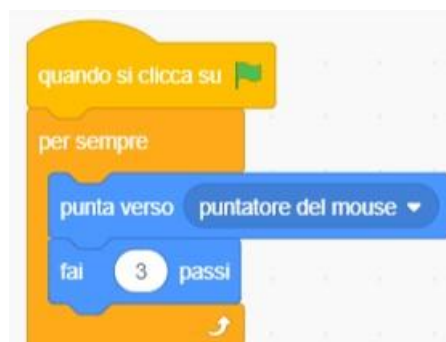 quando si clicca su
per sempre
punta verso puntatore del mouse
fai 3 passi